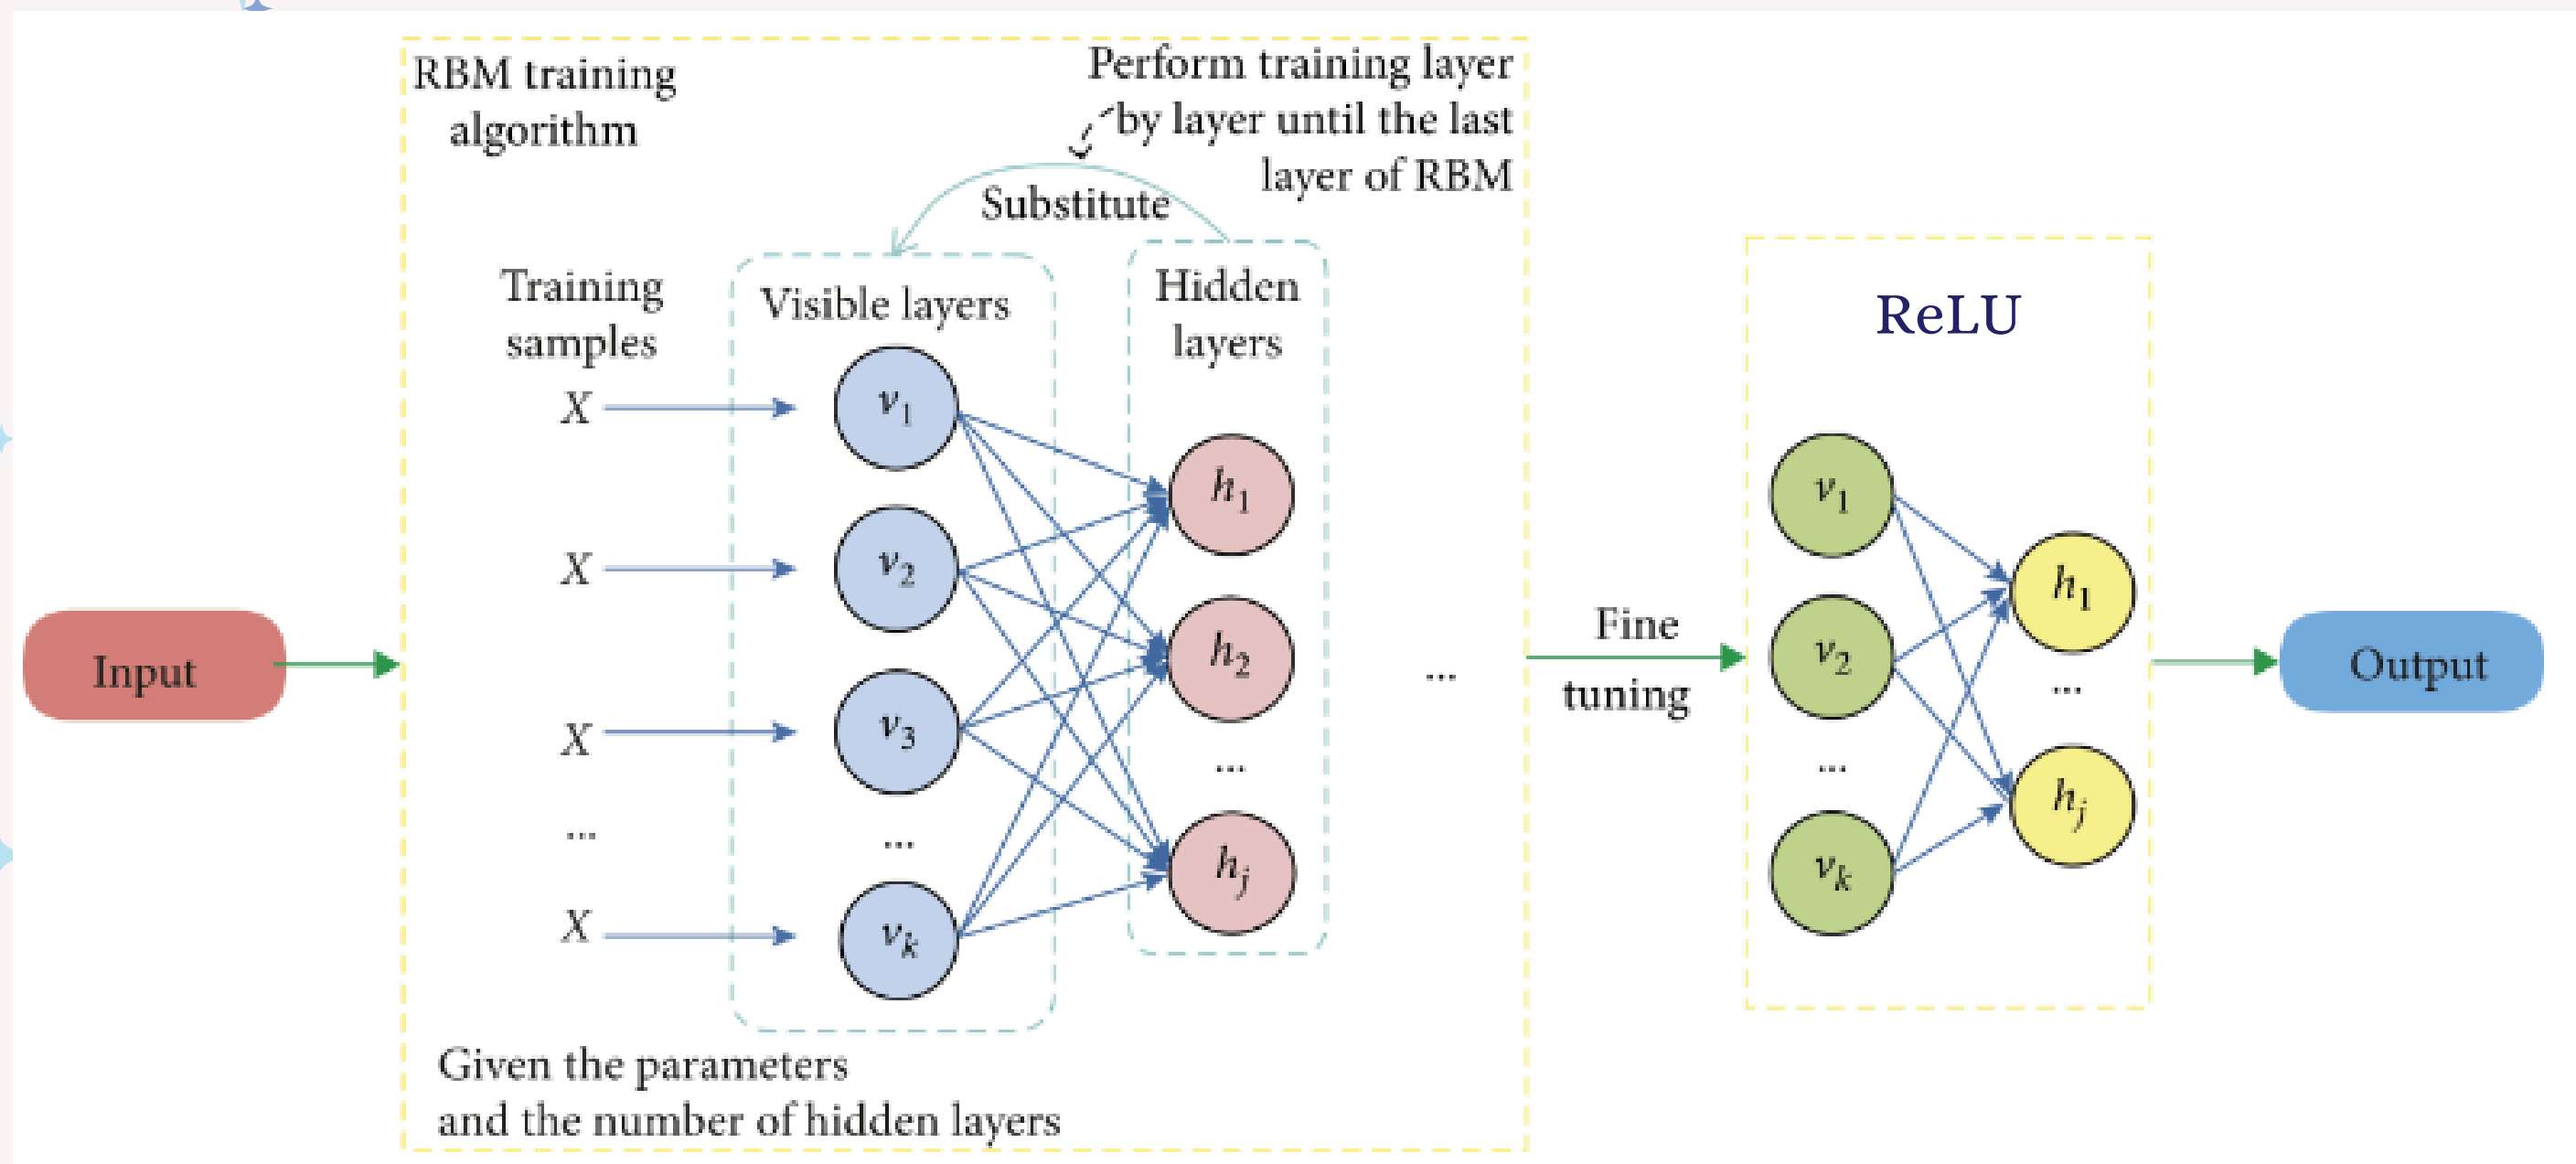 RBM training
algorithm
Perform training layer
by layer until the last
layer of RBM
Substitute
Training
samples
Visible layers
Hidden
layers
X
X
X
...
X
v1
v2
v3
...
vk
h1
h2
...
hj
...
Given the parameters
and the number of hidden layers
Input
Fine
tuning
ReLU
v1
v2
...
vk
h1
...
hj
Output